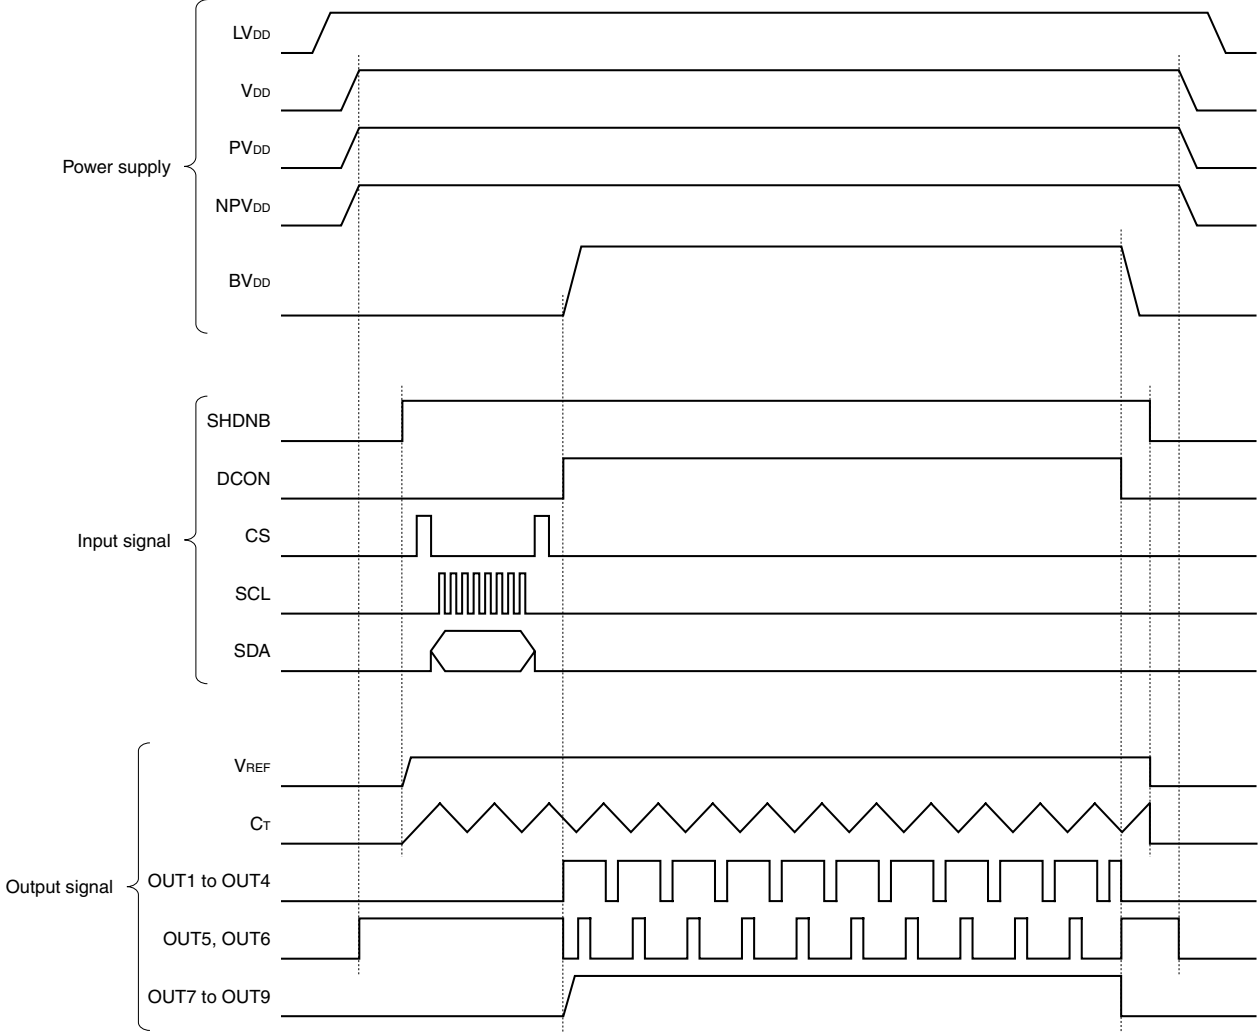 Power supply
LVDD
VDD
PVDD
NPVDD
BVDD
Input signal
SHDNB
DCON
CS
SCL
SDA
Output signal
VREF
CT
OUT1 to OUT4
OUT5, OUT6
OUT7 to OUT9